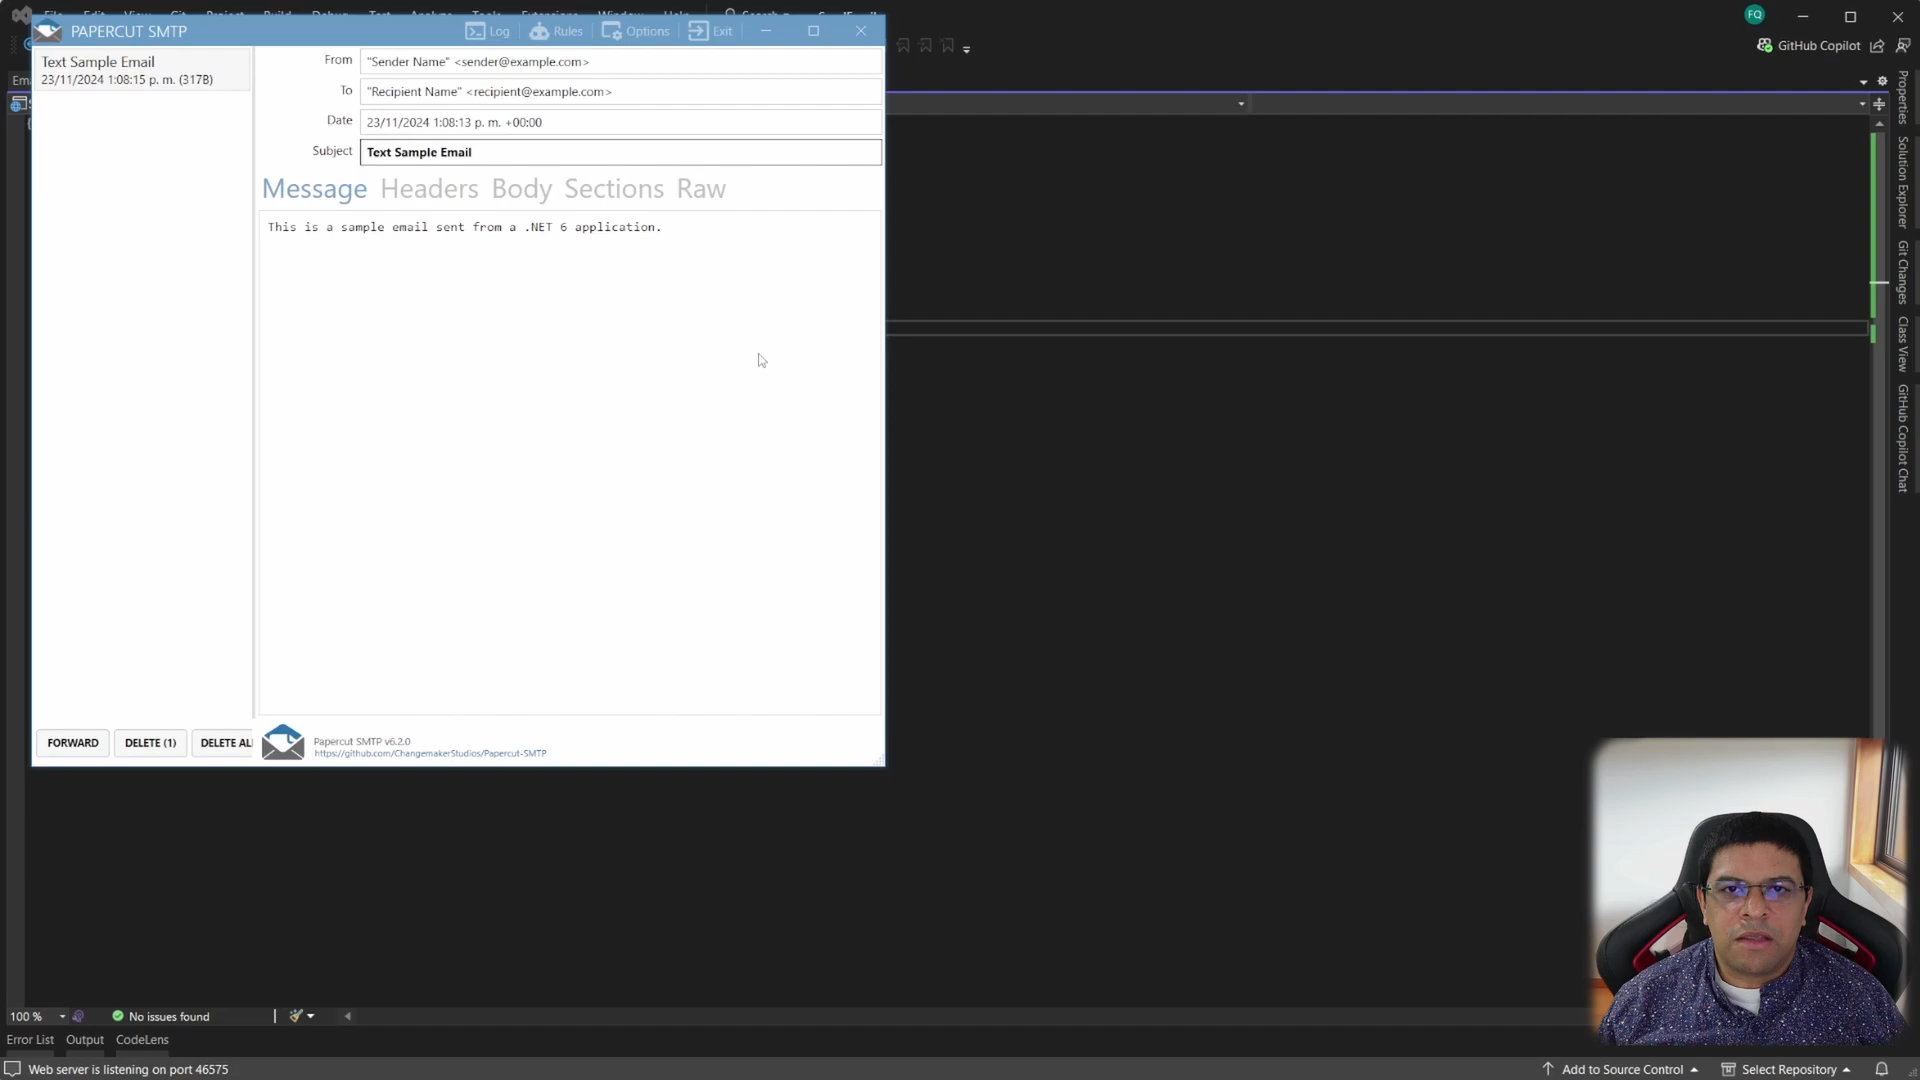 PAPERCUT SMTP
Log
Rules
Options
Exit
FQ
GitHub Copilot
Text Sample Email
23/11/2024 1:08:15 p. m. (317B)
From
"Sender Name" <sender@example.com>
To
"Recipient Name" <recipient@example.com>
Date
23/11/2024 1:08:13 p. m. +00:00
Subject
Text Sample Email
Message Headers Body Sections Raw
This is a sample email sent from a .NET 6 application.
FORWARD
DELETE (1)
DELETE AL
Papercut SMTP v6.2.0
https://github.com/ChangemakerStudios/Papercut-SMTP
Properties
Solution Explorer
Git Changes
Class View
GitHub Copilot Chat
100 %
No issues found
Error List
Output
CodeLens
Web server is listening on port 46575
Add to Source Control
Select Repository